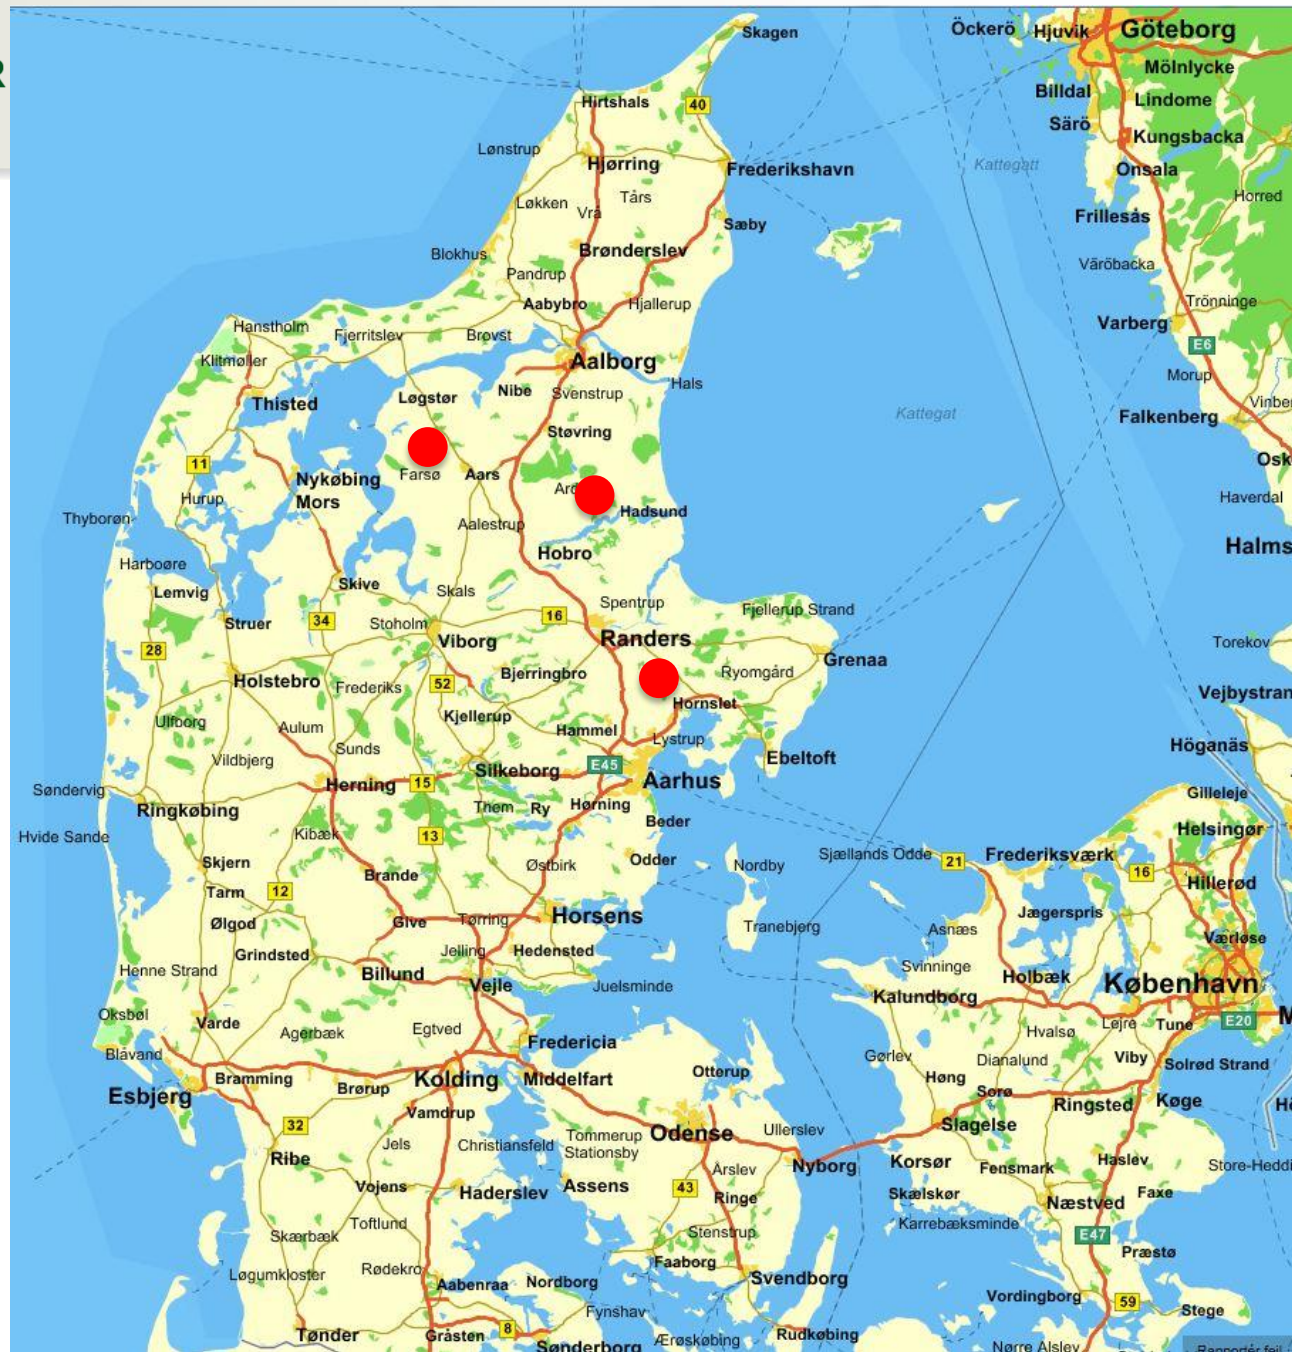 R
Skagen
Öckerö
Hjuvik
Göteborg
Mölnlycke
Billdal
Lindome
Hirtshals
40
Särö
Kungsbacka
Lønstrup
Hjørring
Frederikshavn
Kattegatt
Onsala
Tårs
Horred
Løkken
Vrå
Sæby
Frillesås
Blokhus
Brønderslev
Väröbacka
Pandrup
Aabybro
Hjallerup
Trönninge
Hanstholm
Fjerritslev
Brovst
Varberg
E6
Klitmøller
Aalborg
Morup
Thisted
Løgstør
Nibe
Svenstrup
Hals
Kattegat
Falkenberg
Støvring
11
Farsø
Aars
Nykøbing
Mors
Haverdal
Hurup
Hadsund
Thyborøn
Aalestrup
Hobro
Harboøre
Lemvig
Skive
Skals
Spentrup
Fjellerup Strand
Struer
34
Stoholm
16
Viborg
Randers
Torekov
28
Grenaa
Holstebro
Frederiks
52
Bjerringbro
Ryomgård
Hornslet
Ulfborg
Aulum
Kjellerup
Hammel
Lystrup
Höganäs
Sunds
Vildbjerg
Silkeborg
E45
Aarhus
Ebeltoft
Søndervig
Herning
15
Ringkøbing
Them
Ry
Hørning
Gilleleje
Hvide Sande
Kibæk
13
Beder
Helsingør
Skjern
Østbirk
Odder
Nordby
Sjællands Odde
21
Frederiksværk
16
Brande
Hillerød
Tarm
12
Ølgod
Give
Tørring
Horsens
Tranebjerg
Asnæs
Jægerspris
Værløse
Grindsted
Jelling
Hedensted
Svinninge
Henne Strand
Billund
Vejle
Juelsminde
Kalundborg
Holbæk
København
Oksbøl
Varde
Agerbæk
Egtved
Fredericia
Hvalsø
Lejre
Tune
E20
Blåvand
Gørlev
Dianalund
Viby
Solrød Strand
Esbjerg
Bramming
Brørup
Kolding
Middelfart
Otterup
Høng
Sorø
Ringsted
Køge
Vamdrup
32
Jels
Christiansfeld
Tommerup
Stationsby
Odense
Ullerslev
Slagelse
Ribe
Årslev
Nyborg
Korsør
Fensmark
Haslev
Vojens
Haderslev
Assens
43
Ringe
Skælskør
Næstved
Faxe
Toftlund
Stenstrup
Karrebæksminde
E47
Skærbæk
Præstø
Løgumkloster
Rødekro
Aabenraa
Nordborg
Faaborg
Svendborg
Vordingborg
59
Stege
Fynshav
Tønder
Gråsten
8
Sønderborg
Ærøskøbing
Rudkøbing
Nørre Alslev
Rapportér fejl